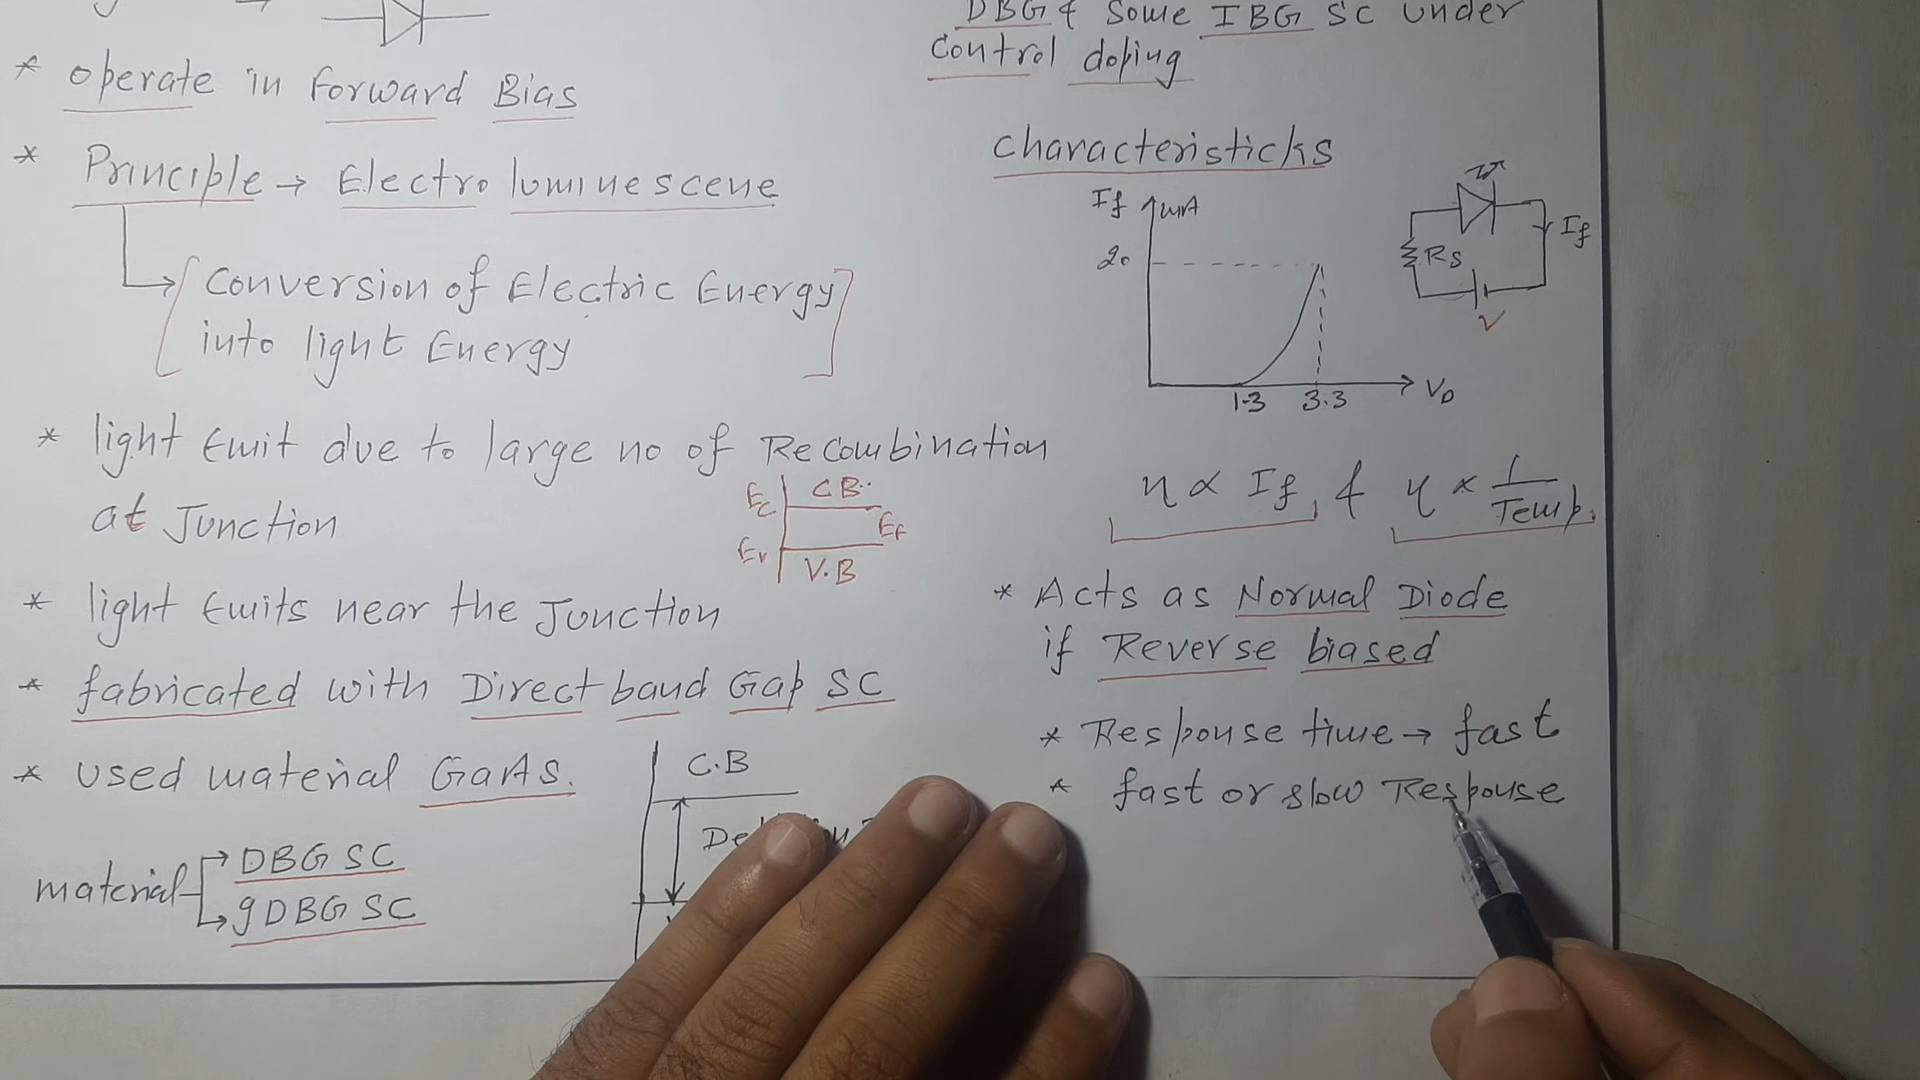 * operate in forward Bias
* Principle → Electro luminescene
[Conversion of Electric Energy
into light Energy]
* light Emit due to large no of Recombination
at Junction
Ec C.B.
Ef
Ev V.B
* light Emits near the Junction
* fabricated with Direct band Gap SC
* used material GaAs.
C.B
material DBG SC
IDBG SC
DBG & Some IBG SC under
Control doping
Characteristicks
If mA
20
1.3 3.3 VD
Rs If
V
η ∝ If & η ∝ 1/Temp.
* Acts as Normal Diode
if Reverse biased
* Response time → fast
* fast or slow Response